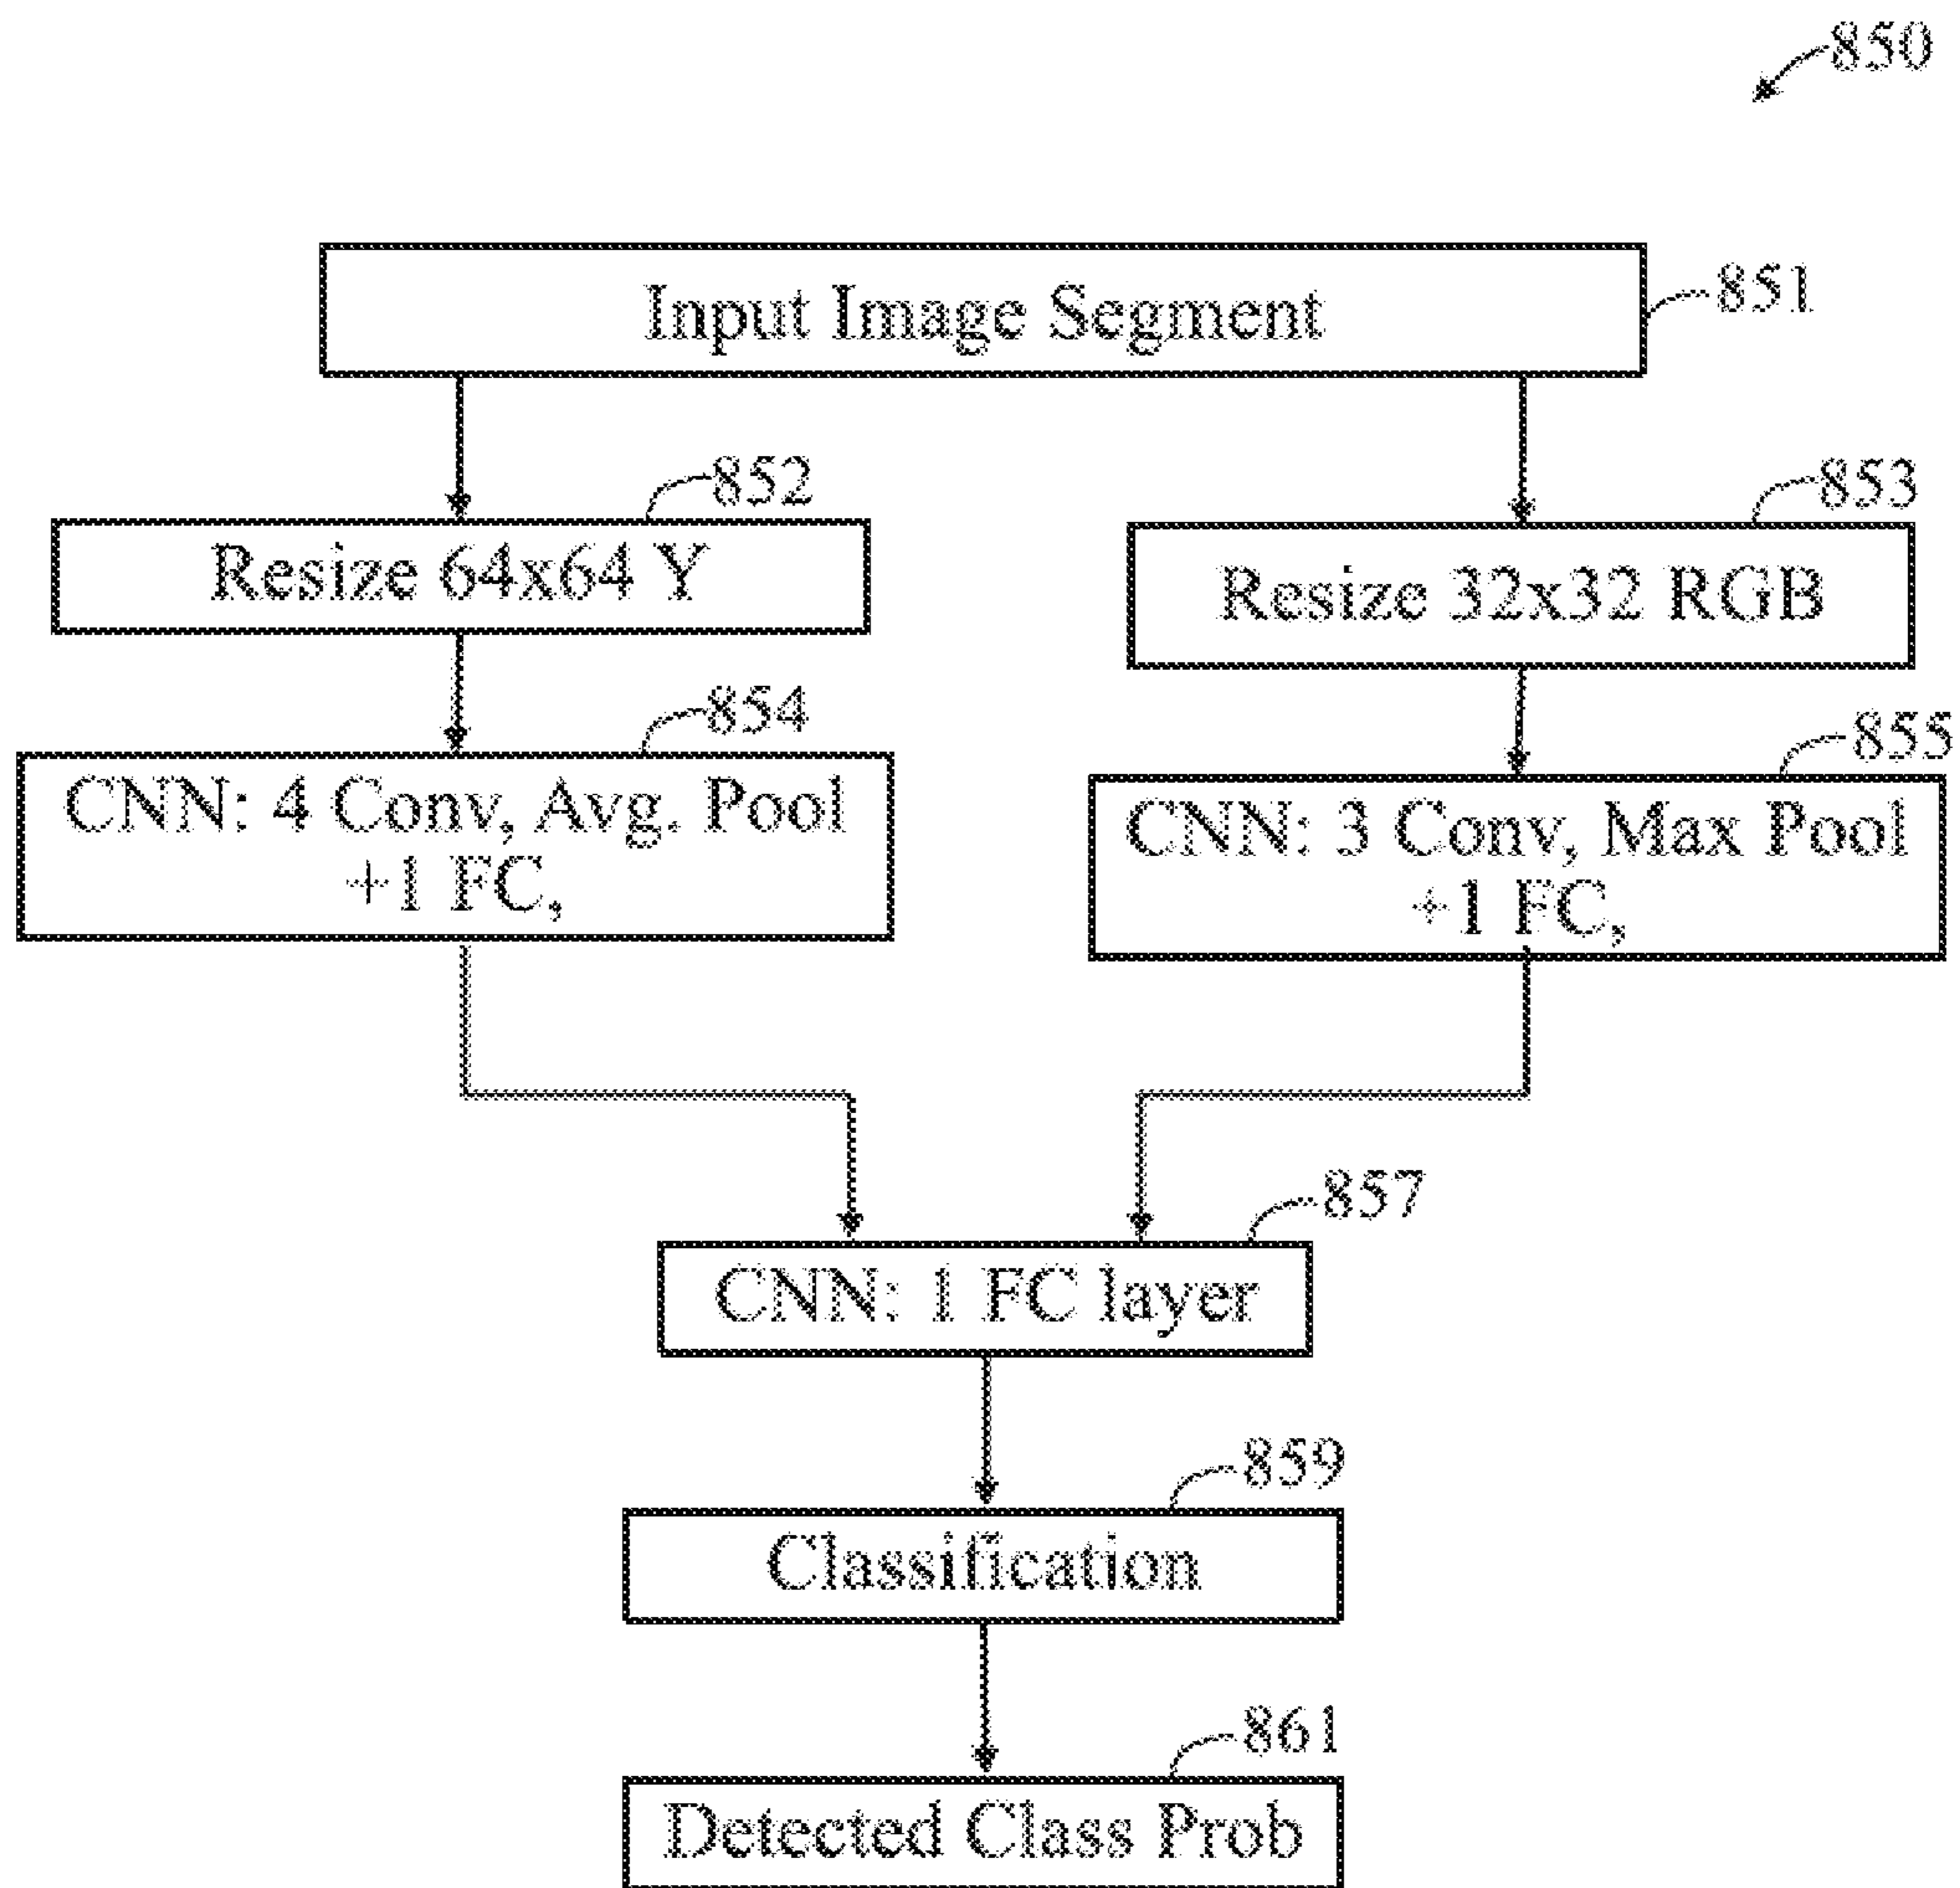 850
Input Image Segment
851
852
853
Resize 64x64 Y
Resize 32x32 RGB
854
855
CNN: 4 Conv, Avg. Pool
+1 FC,
CNN: 3 Conv, Max Pool
+1 FC,
857
CNN: 1 FC layer
859
Classification
861
Detected Class Prob